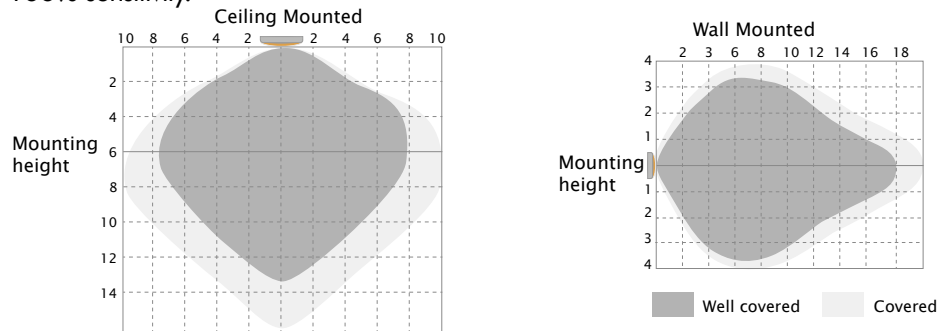 100% sensitivity.
Ceiling Mounted
10 8 6 4 2 2 4 6 8 10
2
4
Mounting height
6
8
10
12
14
Wall Mounted
2 3 6 8 10 12 14 16 18
4
3
2
1
Mounting
height
1
2
3
4
Well covered
Covered